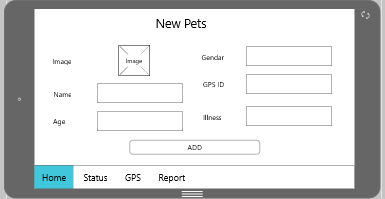 New Pets
Image
Image
Gendar
Name
GPS ID
Age
Illness
ADD
Home Status GPS Report